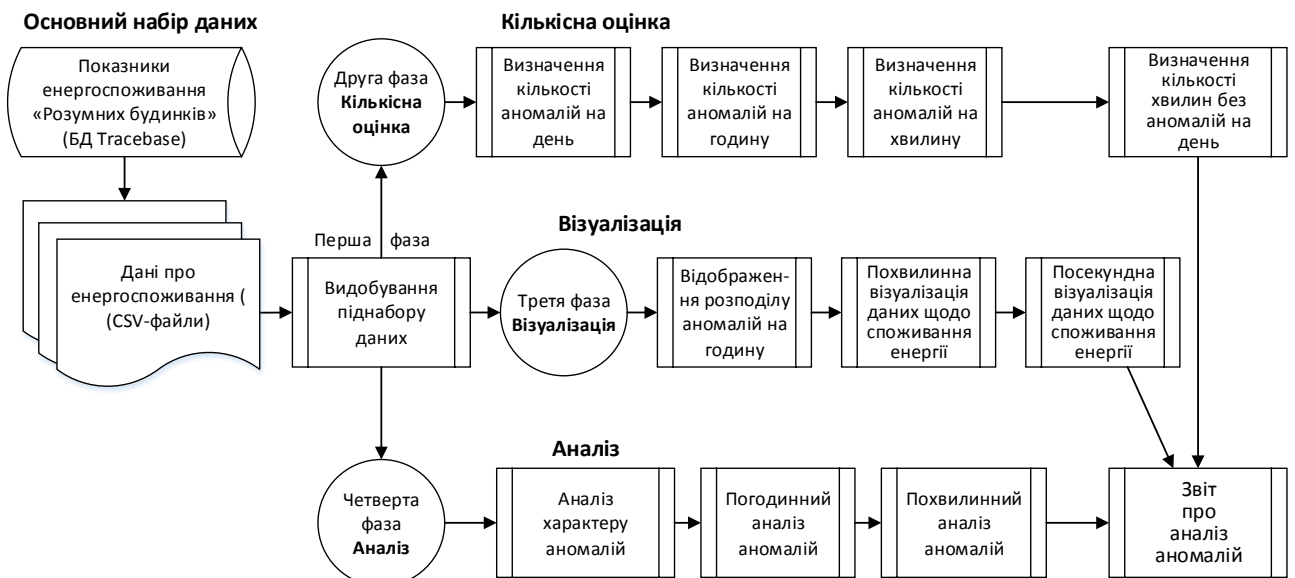 Основний набір даних
Показники
енергоспоживання
«Розумних будинків»
(БД Tracebase)
Дані про
енергоспоживання (
(CSV-файли)
Кількісна оцінка
Друга фаза
Кількісна
оцінка
Визначення
кількості
аномалій на
день
Визначення
кількості
аномалій на
годину
Визначення
кількості
аномалій на
хвилину
Визначення
кількості
хвилин без
аномалій на
день
Візуалізація
Перша фаза
Видобування
піднабору
даних
Третя фаза
Візуалізація
Відображен-
ня розподілу
аномалій на
годину
Похвилинна
візуалізація
даних щодо
споживання
енергії
Посекундна
візуалізація
даних щодо
споживання
енергії
Аналіз
Четверта
фаза
Аналіз
Аналіз
характеру
аномалій
Погодинний
аналіз
аномалій
Похвилинний
аналіз
аномалій
Звіт
про
аналіз
аномалій